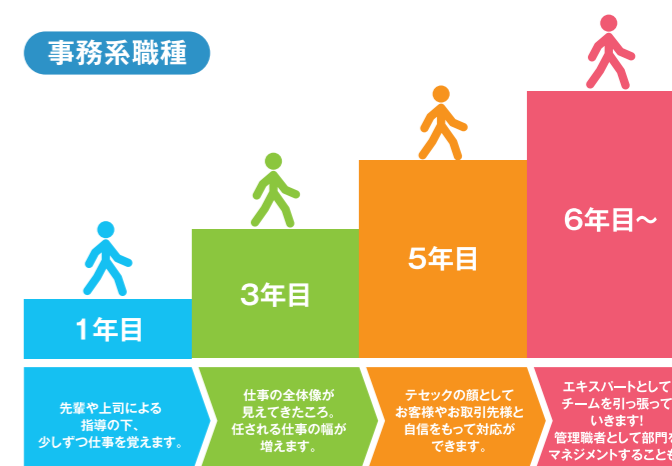 事務系職種
1年目
3年目
5年目
6年目〜
先輩や上司による
指導の下、
少しずつ仕事を覚えます。
仕事の全体像が
見えてきたころ。
任される仕事の幅が
増えます。
テセックの顔として
お客様やお取引先様と
自信をもって対応が
できます。
エキスパートとして
チームを引っ張って
いきます!
管理職者として部門
マネジメントすること